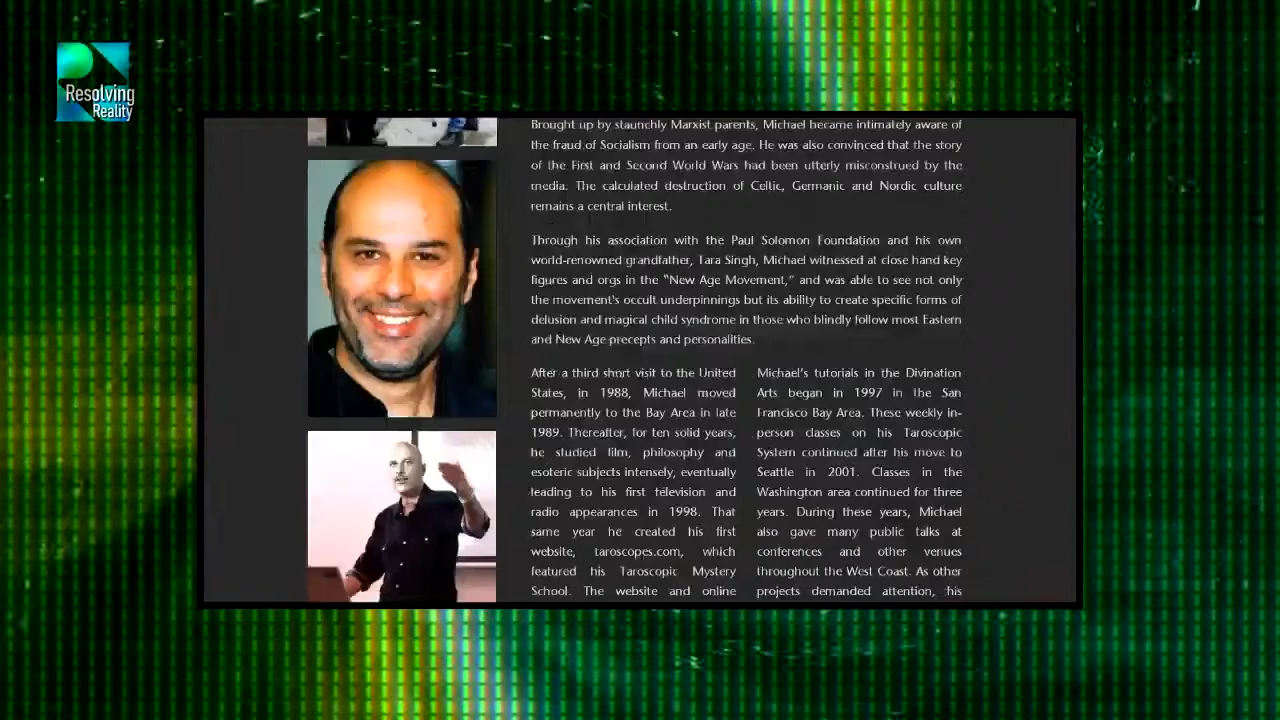 Resolving
Reality
Brought up by staunchly Marxist parents, Michael became intimately aware of
the fraud of Socialism from an early age. He was also convinced that the story
of the First and Second World Wars had been utterly misconstrued by the
media. The calculated destruction of Celtic, Germanic and Nordic culture
remains a central interest.
Through his association with the Paul Solomon Foundation and his own
world-renowned grandfather, Tara Singh, Michael witnessed at close hand key
figures and orgs in the "New Age Movement," and was able to see not only
the movement's occult underpinnings but its ability to create specific forms of
delusion and magical child syndrome in those who blindly follow most Eastern
and New Age precepts and personalities.
After a third short visit to the United
States, in 1988, Michael moved
permanently to the Bay Area in late
1989. Thereafter, for ten solid years,
he studied film, philosophy and
esoteric subjects intensely, eventually
leading to his first television and
radio appearances in 1998. That
same year he created his first
website, taroscopes.com, which
featured his Taroscopic Mystery
School. The website and online
Michael's tutorials in the Divination
Arts began in 1997 in the San
Francisco Bay Area. These weekly in-
person classes on his Taroscopic
System continued after his move to
Seattle in 2001. Classes in the
Washington area continued for three
years. During these years, Michael
also gave many public talks at
conferences and other venues
throughout the West Coast. As other
projects demanded attention, his